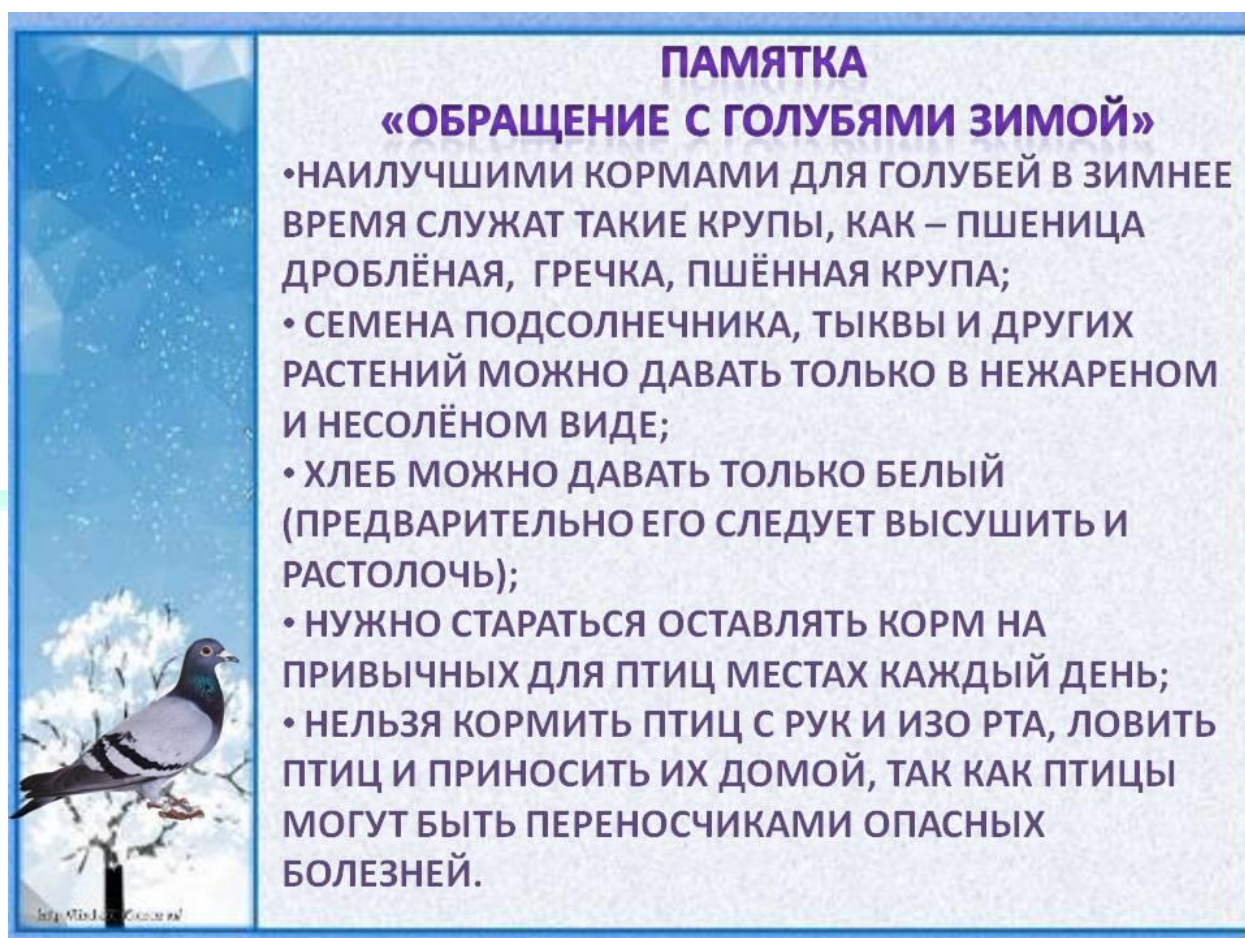 ПАМЯТКА
«ОБРАЩЕНИЕ С ГОЛУБЯМИ ЗИМОЙ»
•НАИЛУЧШИМИ КОРМАМИ ДЛЯ ГОЛУБЕЙ В ЗИМНЕЕ
ВРЕМЯ СЛУЖАТ ТАКИЕ КРУПЫ, КАК – ПШЕНИЦА
ДРОБЛЁНАЯ, ГРЕЧКА, ПШЁННАЯ КРУПА;
• СЕМЕНА ПОДСОЛНЕЧНИКА, ТЫКВЫ И ДРУГИХ
РАСТЕНИЙ МОЖНО ДАВАТЬ ТОЛЬКО В НЕЖАРЕНОМ
И НЕСОЛЁНОМ ВИДЕ;
• ХЛЕБ МОЖНО ДАВАТЬ ТОЛЬКО БЕЛЫЙ
(ПРЕДВАРИТЕЛЬНО ЕГО СЛЕДУЕТ ВЫСУШИТЬ И
РАСТОЛОЧЬ);
• НУЖНО СТАРАТЬСЯ ОСТАВЛЯТЬ КОРМ НА
ПРИВЫЧНЫХ ДЛЯ ПТИЦ МЕСТАХ КАЖДЫЙ ДЕНЬ;
• НЕЛЬЗЯ КОРМИТЬ ПТИЦ С РУК И ИЗО РТА, ЛОВИТЬ
ПТИЦ И ПРИНОСИТЬ ИХ ДОМОЙ, ТАК КАК ПТИЦЫ
МОГУТ БЫТЬ ПЕРЕНОСЧИКАМИ ОПАСНЫХ
БОЛЕЗНЕЙ.